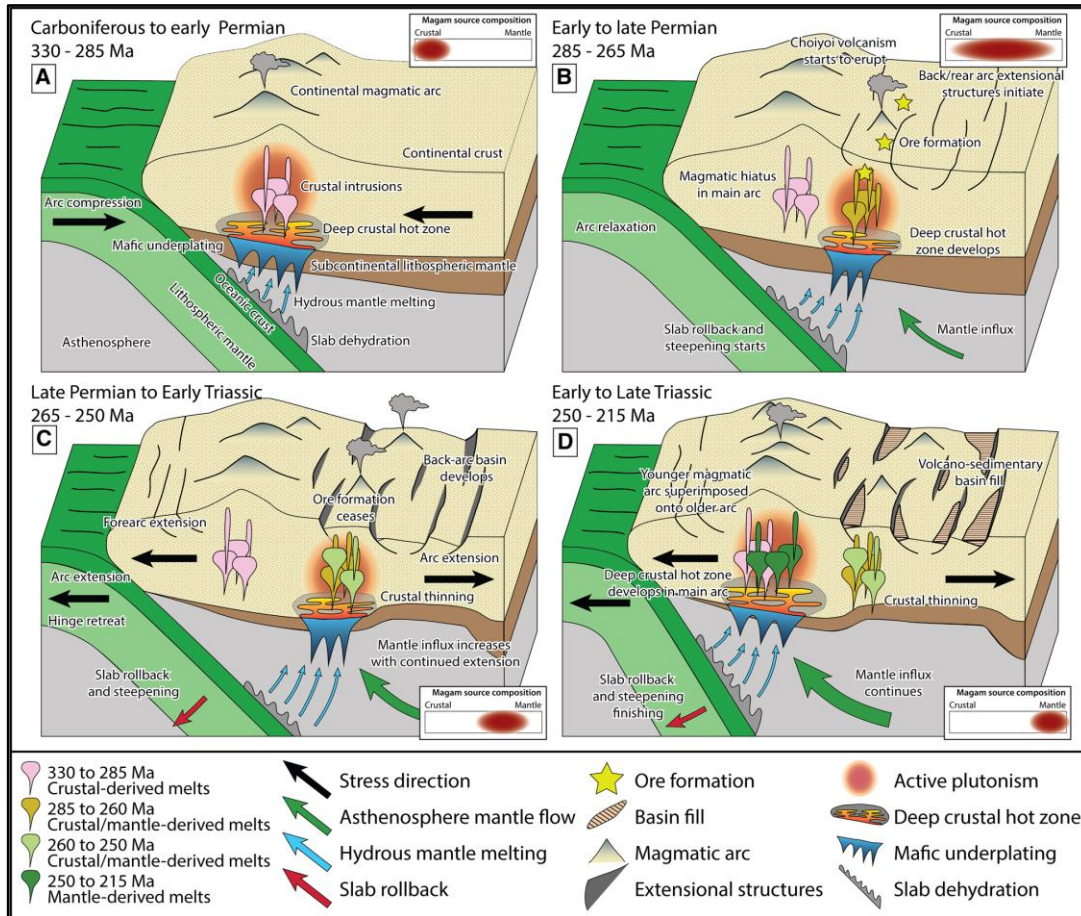 Carboniferous to early Permian
330 - 285 Ma
A
Magam source composition
Crustal Mantle
Continental magmatic arc
Continental crust
Crustal intrusions
Arc compression
Deep crustal hot zone
Mafic underplating
Subcontinental lithospheric mantle
Oceanic crust
Lithospheric mantle
Hydrous mantle melting
Slab dehydration
Asthenosphere
Early to late Permian
285 - 265 Ma
B
Magam source composition
Crustal Mantle
Choiyoi volcanism
starts to erupt
Back/rear arc extensional
structures initiate
Ore formation
Magmatic hiatus
in main arc
Arc relaxation
Deep crustal hot
zone develops
Slab rollback and
steepening starts
Mantle influx
Late Permian to Early Triassic
265 - 250 Ma
C
Back-arc basin
develops
Ore formation
ceases
Forearc extension
Arc extension
Arc extension
Crustal thinning
Hinge retreat
Mantle influx increases
with continued extension
Slab rollback
and steepening
Magam source composition
Crustal Mantle
Early to Late Triassic
250 - 215 Ma
D
Younger magmatic
arc superimposed
onto older arc
Volcano-sedimentary
basin fill
Deep crustal hot zone
develops in main arc
Crustal thinning
Slab rollback
and steepening
finishing
Mantle influx
continues
Magam source composition
Crustal Mantle
330 to 285 Ma
Crustal-derived melts
285 to 260 Ma
Crustal/mantle-derived melts
260 to 250 Ma
Crustal/mantle-derived melts
250 to 215 Ma
Mantle-derived melts
Stress direction
Asthenosphere mantle flow
Hydrous mantle melting
Slab rollback
Ore formation
Basin fill
Magmatic arc
Extensional structures
Active plutonism
Deep crustal hot zone
Mafic underplating
Slab dehydration